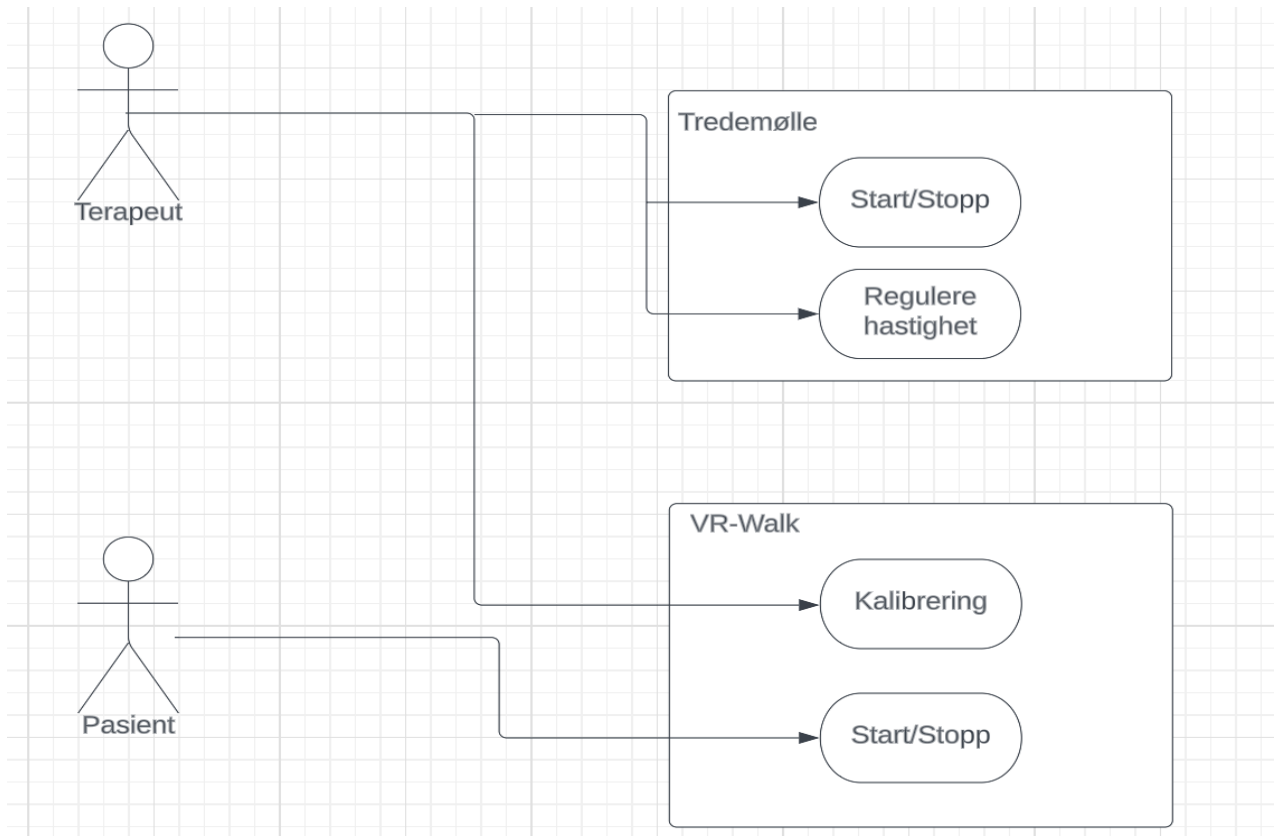 Terapeut
Tredemølle
Start/Stopp
Regulere
hastighet
Pasient
VR-Walk
Kalibrering
Start/Stopp